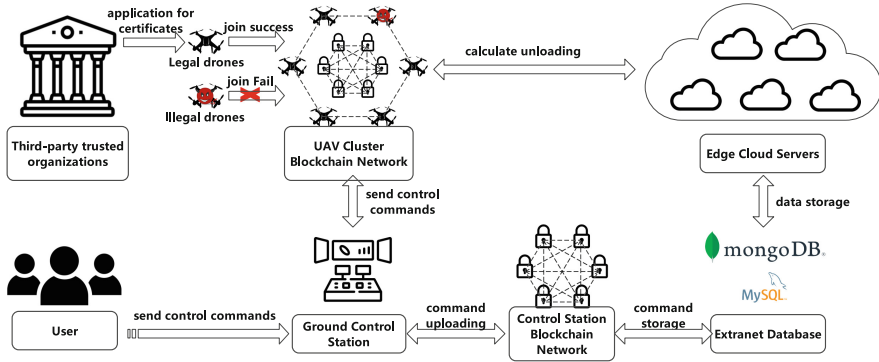 application for
certificates
join success
Legal drones
join Fail
Illegal drones
calculate unloading
Third-party trusted
organizations
UAV Cluster
Blockchain Network
Edge Cloud Servers
send control
commands
data storage
mongoDB.
MySQL
User
send control commands
Ground Control
Station
command
uploading
Control Station
Blockchain
Network
command
storage
Extranet Database